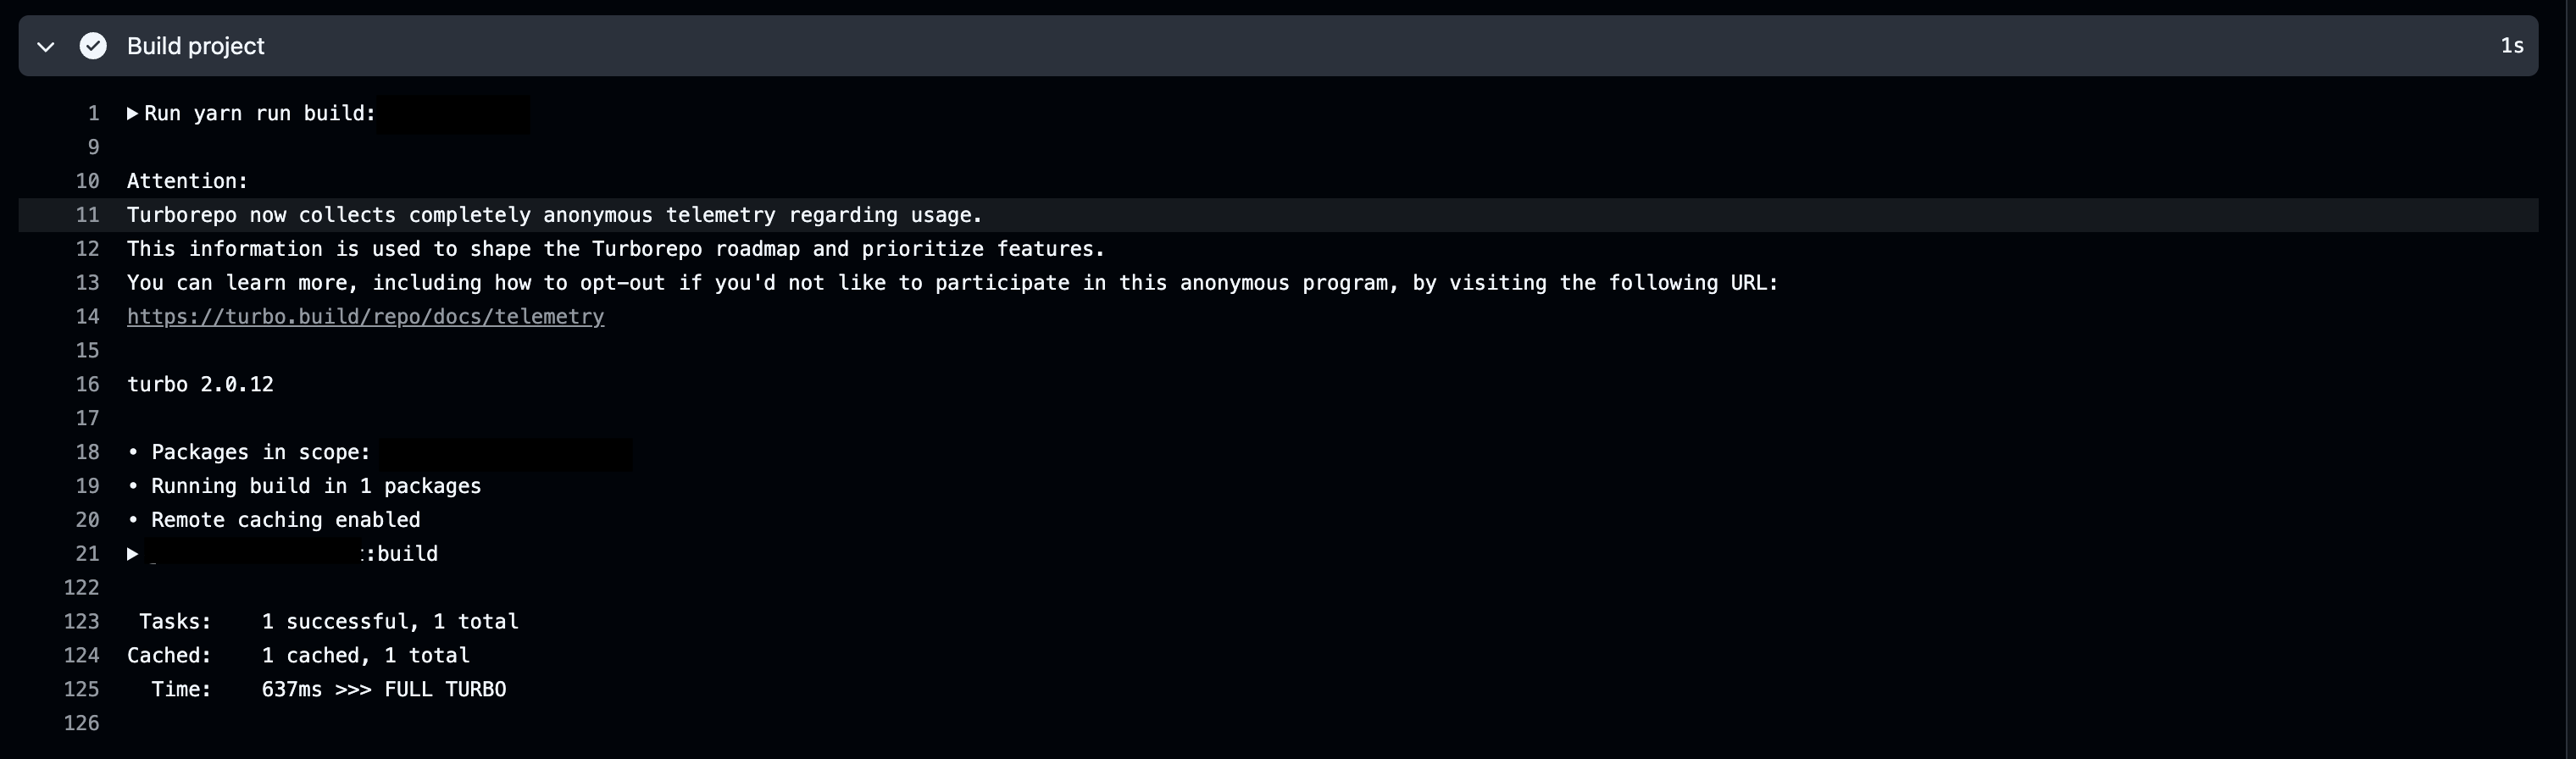 Build project 1s
1 Run yarn run build:
9
10 Attention:
11 Turborepo now collects completely anonymous telemetry regarding usage.
12 This information is used to shape the Turborepo roadmap and prioritize features.
13 You can learn more, including how to opt-out if you'd not like to participate in this anonymous program, by visiting the following URL:
14 https://turbo.build/repo/docs/telemetry
15
16 turbo 2.0.12
17
18 • Packages in scope:
19 • Running build in 1 packages
20 • Remote caching enabled
21 :build
122
123 Tasks: 1 successful, 1 total
124 Cached: 1 cached, 1 total
125 Time: 637ms >>> FULL TURBO
126